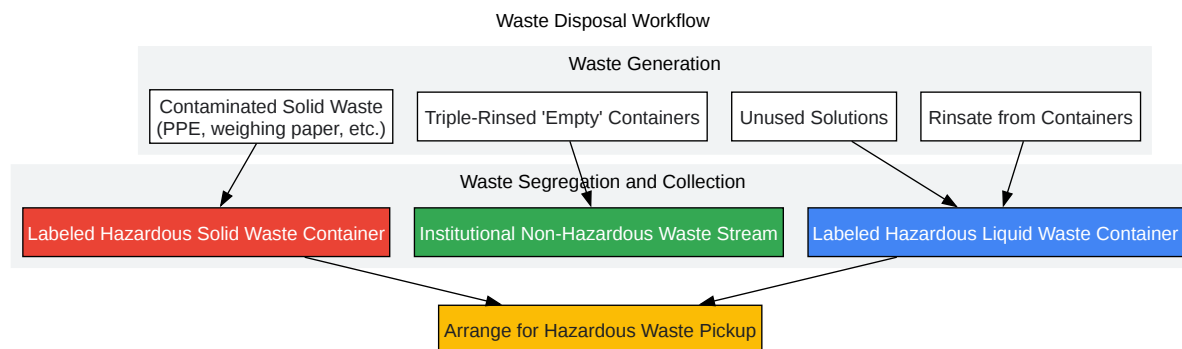 Waste Disposal Workflow
Waste Generation
Contaminated Solid Waste
(PPE, weighing paper, etc.)
Triple-Rinsed 'Empty' Containers
Unused Solutions
Rinsate from Containers
Waste Segregation and Collection
Labeled Hazardous Solid Waste Container
Institutional Non-Hazardous Waste Stream
Labeled Hazardous Liquid Waste Container
Arrange for Hazardous Waste Pickup